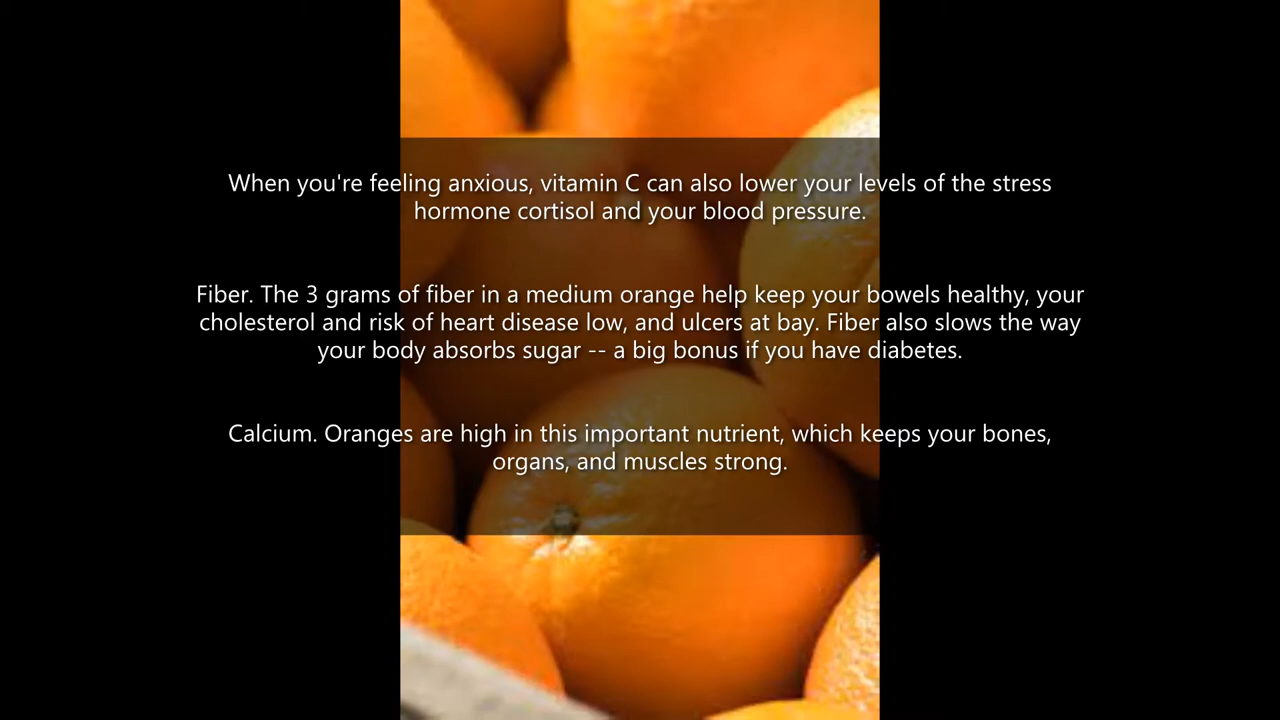 When you're feeling anxious, vitamin C can also lower your levels of the stress
hormone cortisol and your blood pressure.
Fiber. The 3 grams of fiber in a medium orange help keep your bowels healthy, your
cholesterol and risk of heart disease low, and ulcers at bay. Fiber also slows the way
your body absorbs sugar -- a big bonus if you have diabetes.
Calcium. Oranges are high in this important nutrient, which keeps your bones,
organs, and muscles strong.